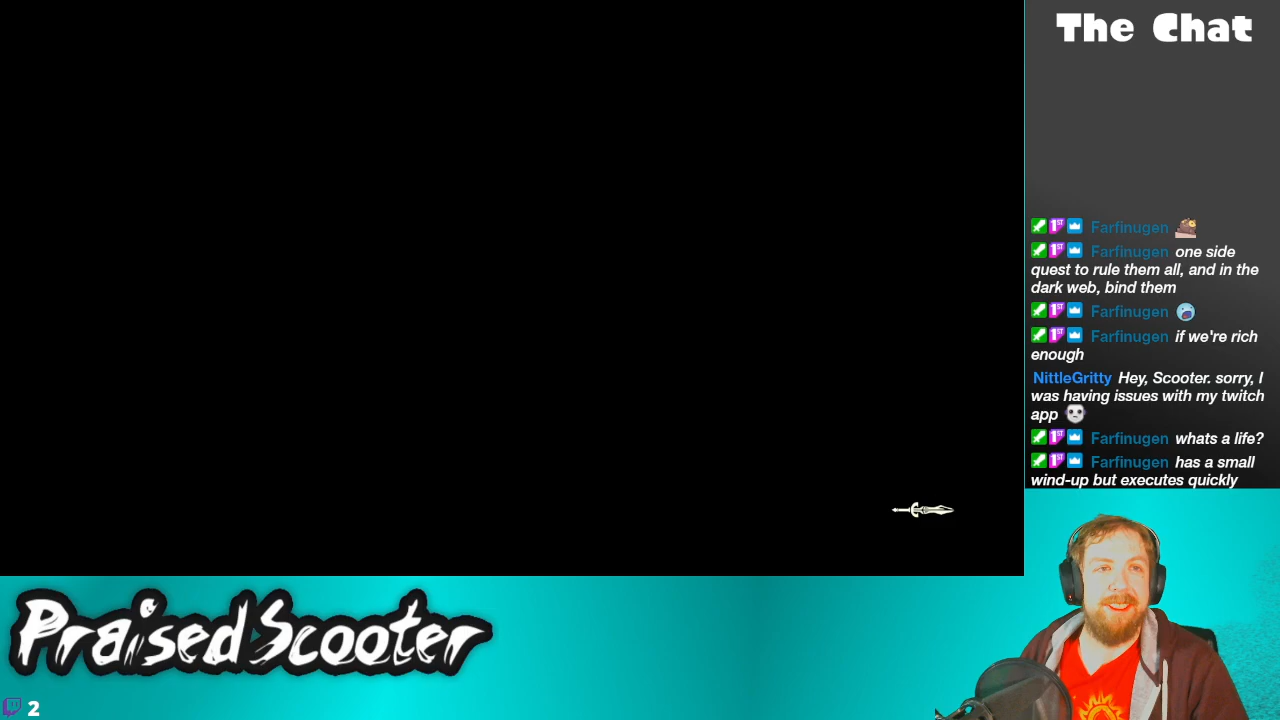 The Chat
Farfinugen
Farfinugen one side
quest to rule them all, and in the
dark web, bind them
Farfinugen
Farfinugen if we're rich
enough
NittleGritty Hey, Scooter. sorry, I
was having issues with my twitch
app
Farfinugen whats a life?
Farfinugen has a small
wind-up but executes quickly
PraisedScooter
2